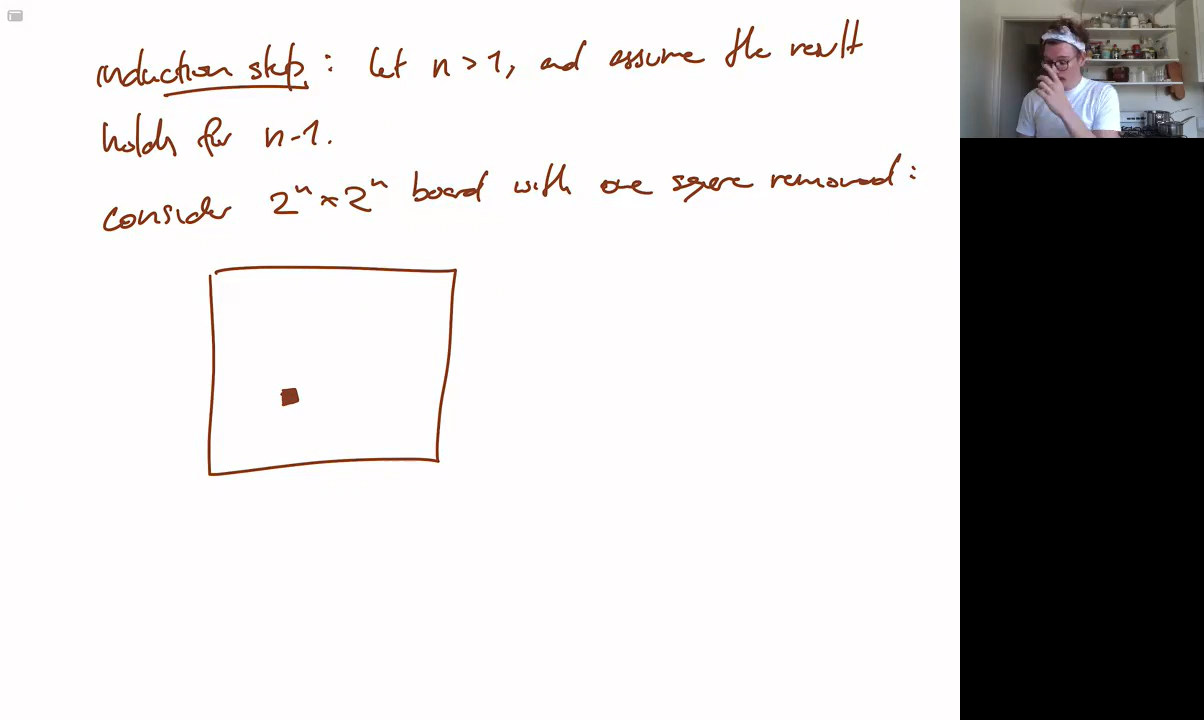 induction step: let n > 1, and assume the result
holds for n-1.
consider 2ⁿ × 2ⁿ board with one square removed: